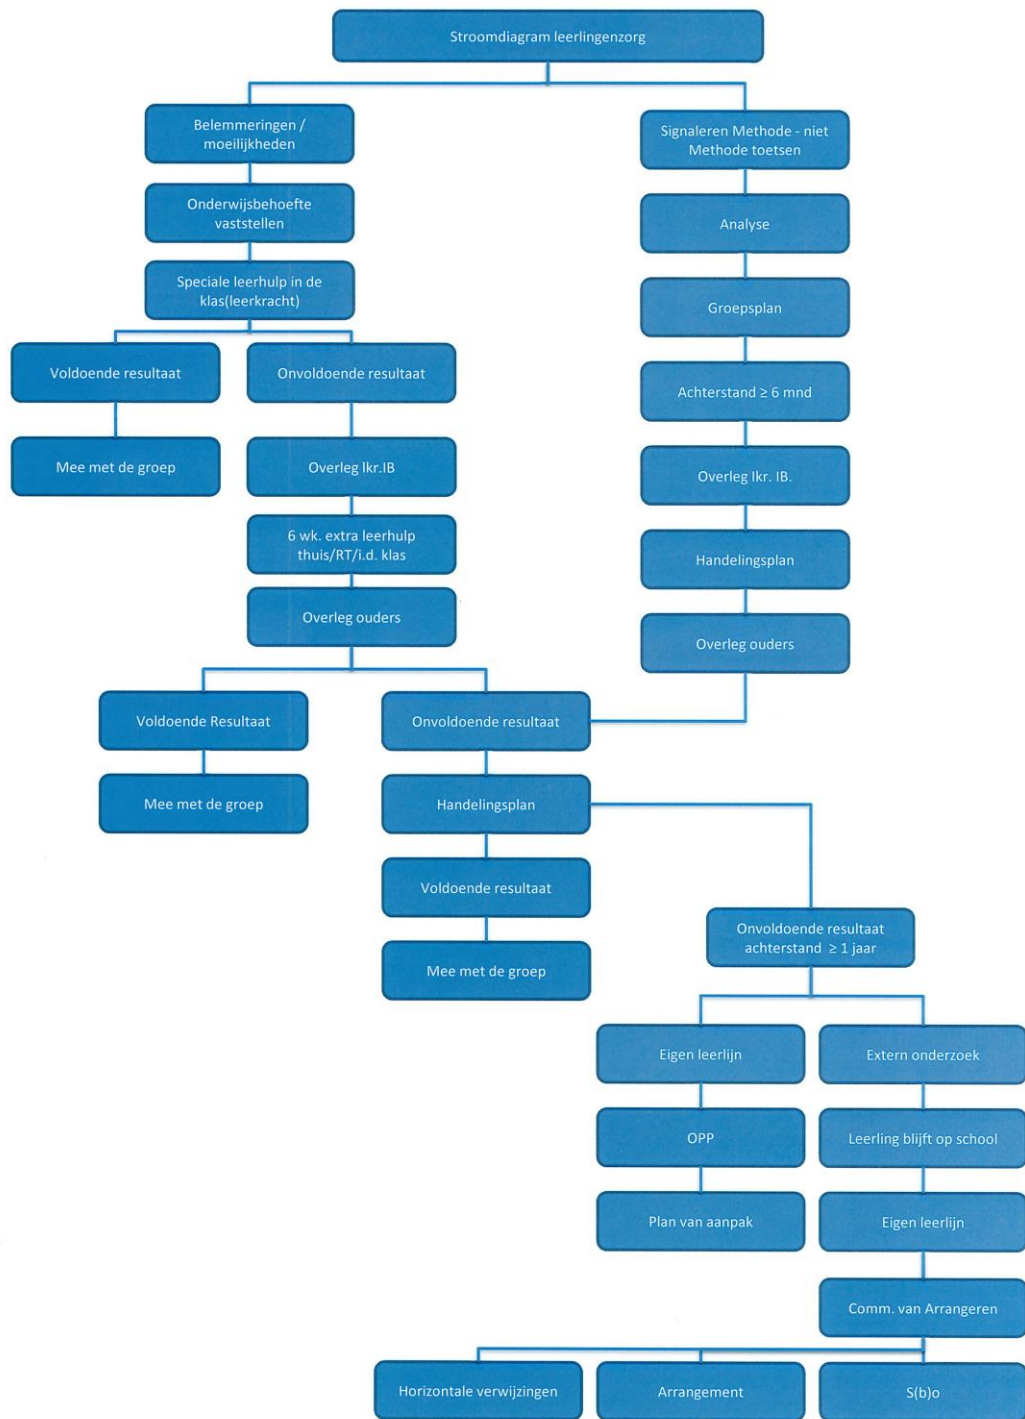 Stroomdiagram leerlingenzorg
Belemmeringen /
moeilijkheden
Signaleren Methode - niet
Methode toetsen
Onderwijsbehoefte
vaststellen
Analyse
Speciale leerhulp in de
klas(leerkracht)
Groepsplan
Voldoende resultaat
Onvoldoende resultaat
Achterstand ≥ 6 mnd
Mee met de groep
Overleg lkr.IB
Overleg lkr. IB.
6 wk. extra leerhulp
thuis/RT/i.d. klas
Handelingsplan
Overleg ouders
Overleg ouders
Voldoende Resultaat
Onvoldoende resultaat
Mee met de groep
Handelingsplan
Voldoende resultaat
Onvoldoende resultaat
achterstand ≥ 1 jaar
Mee met de groep
Eigen leerlijn
Extern onderzoek
OPP
Leerling blijft op school
Plan van aanpak
Eigen leerlijn
Comm. van Arrangeren
Horizontale verwijzingen
Arrangement
S(b)o